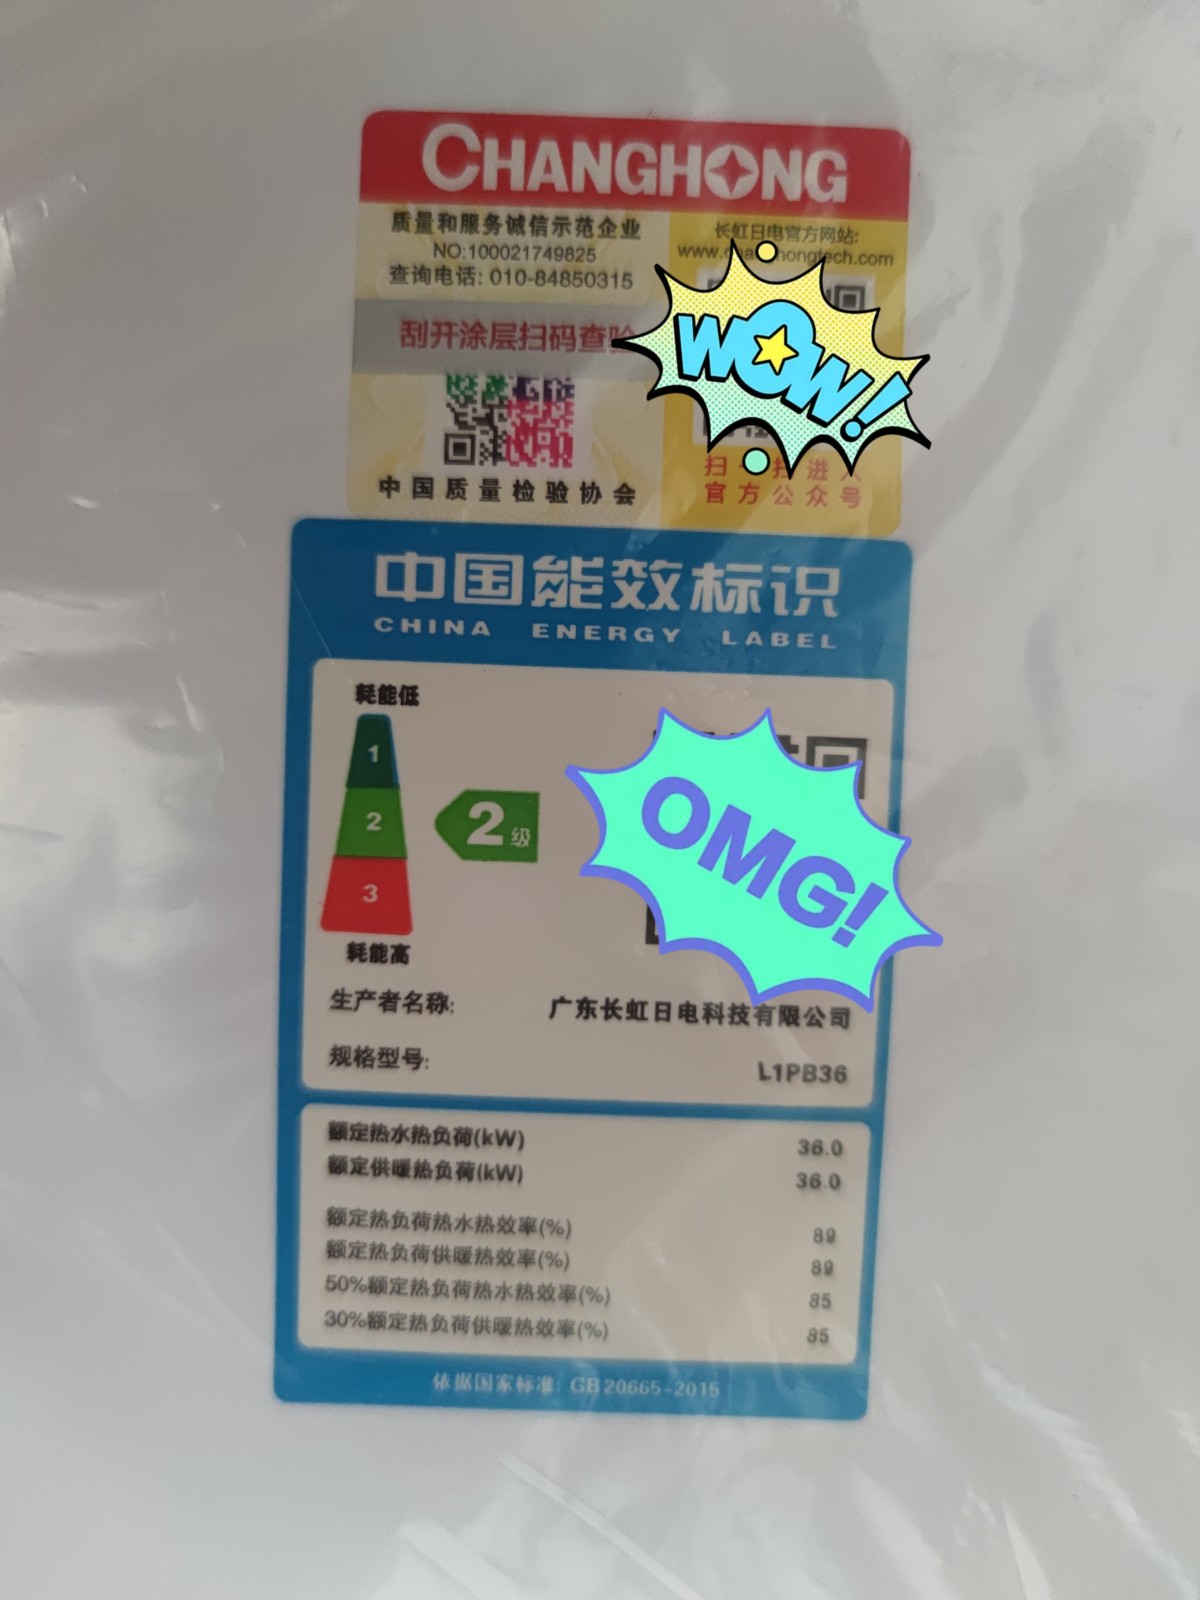 CHANGHONG
质量和服务诚信示范企业
NO:100021749825
查询电话: 010-84850315
刮开涂层扫码查验
中国质量检验协会
长虹日电官方网站:
WOW!
扫
官方公众号
中国能效标识
CHINA ENERGY LABEL
耗能低
1
2
3
2级
耗能高
OMG!
生产者名称: 广东长虹日电科技有限公司
规格型号: L1PB36
额定热水热负荷(kW) 36.0
额定供暖热负荷(kW) 36.0
额定热负荷热水热效率(%) 89
额定热负荷供暖热效率(%) 89
50%额定热负荷热水热效率(%) 85
30%额定热负荷供暖热效率(%) 85
依据国家标准: GB 20665-2015